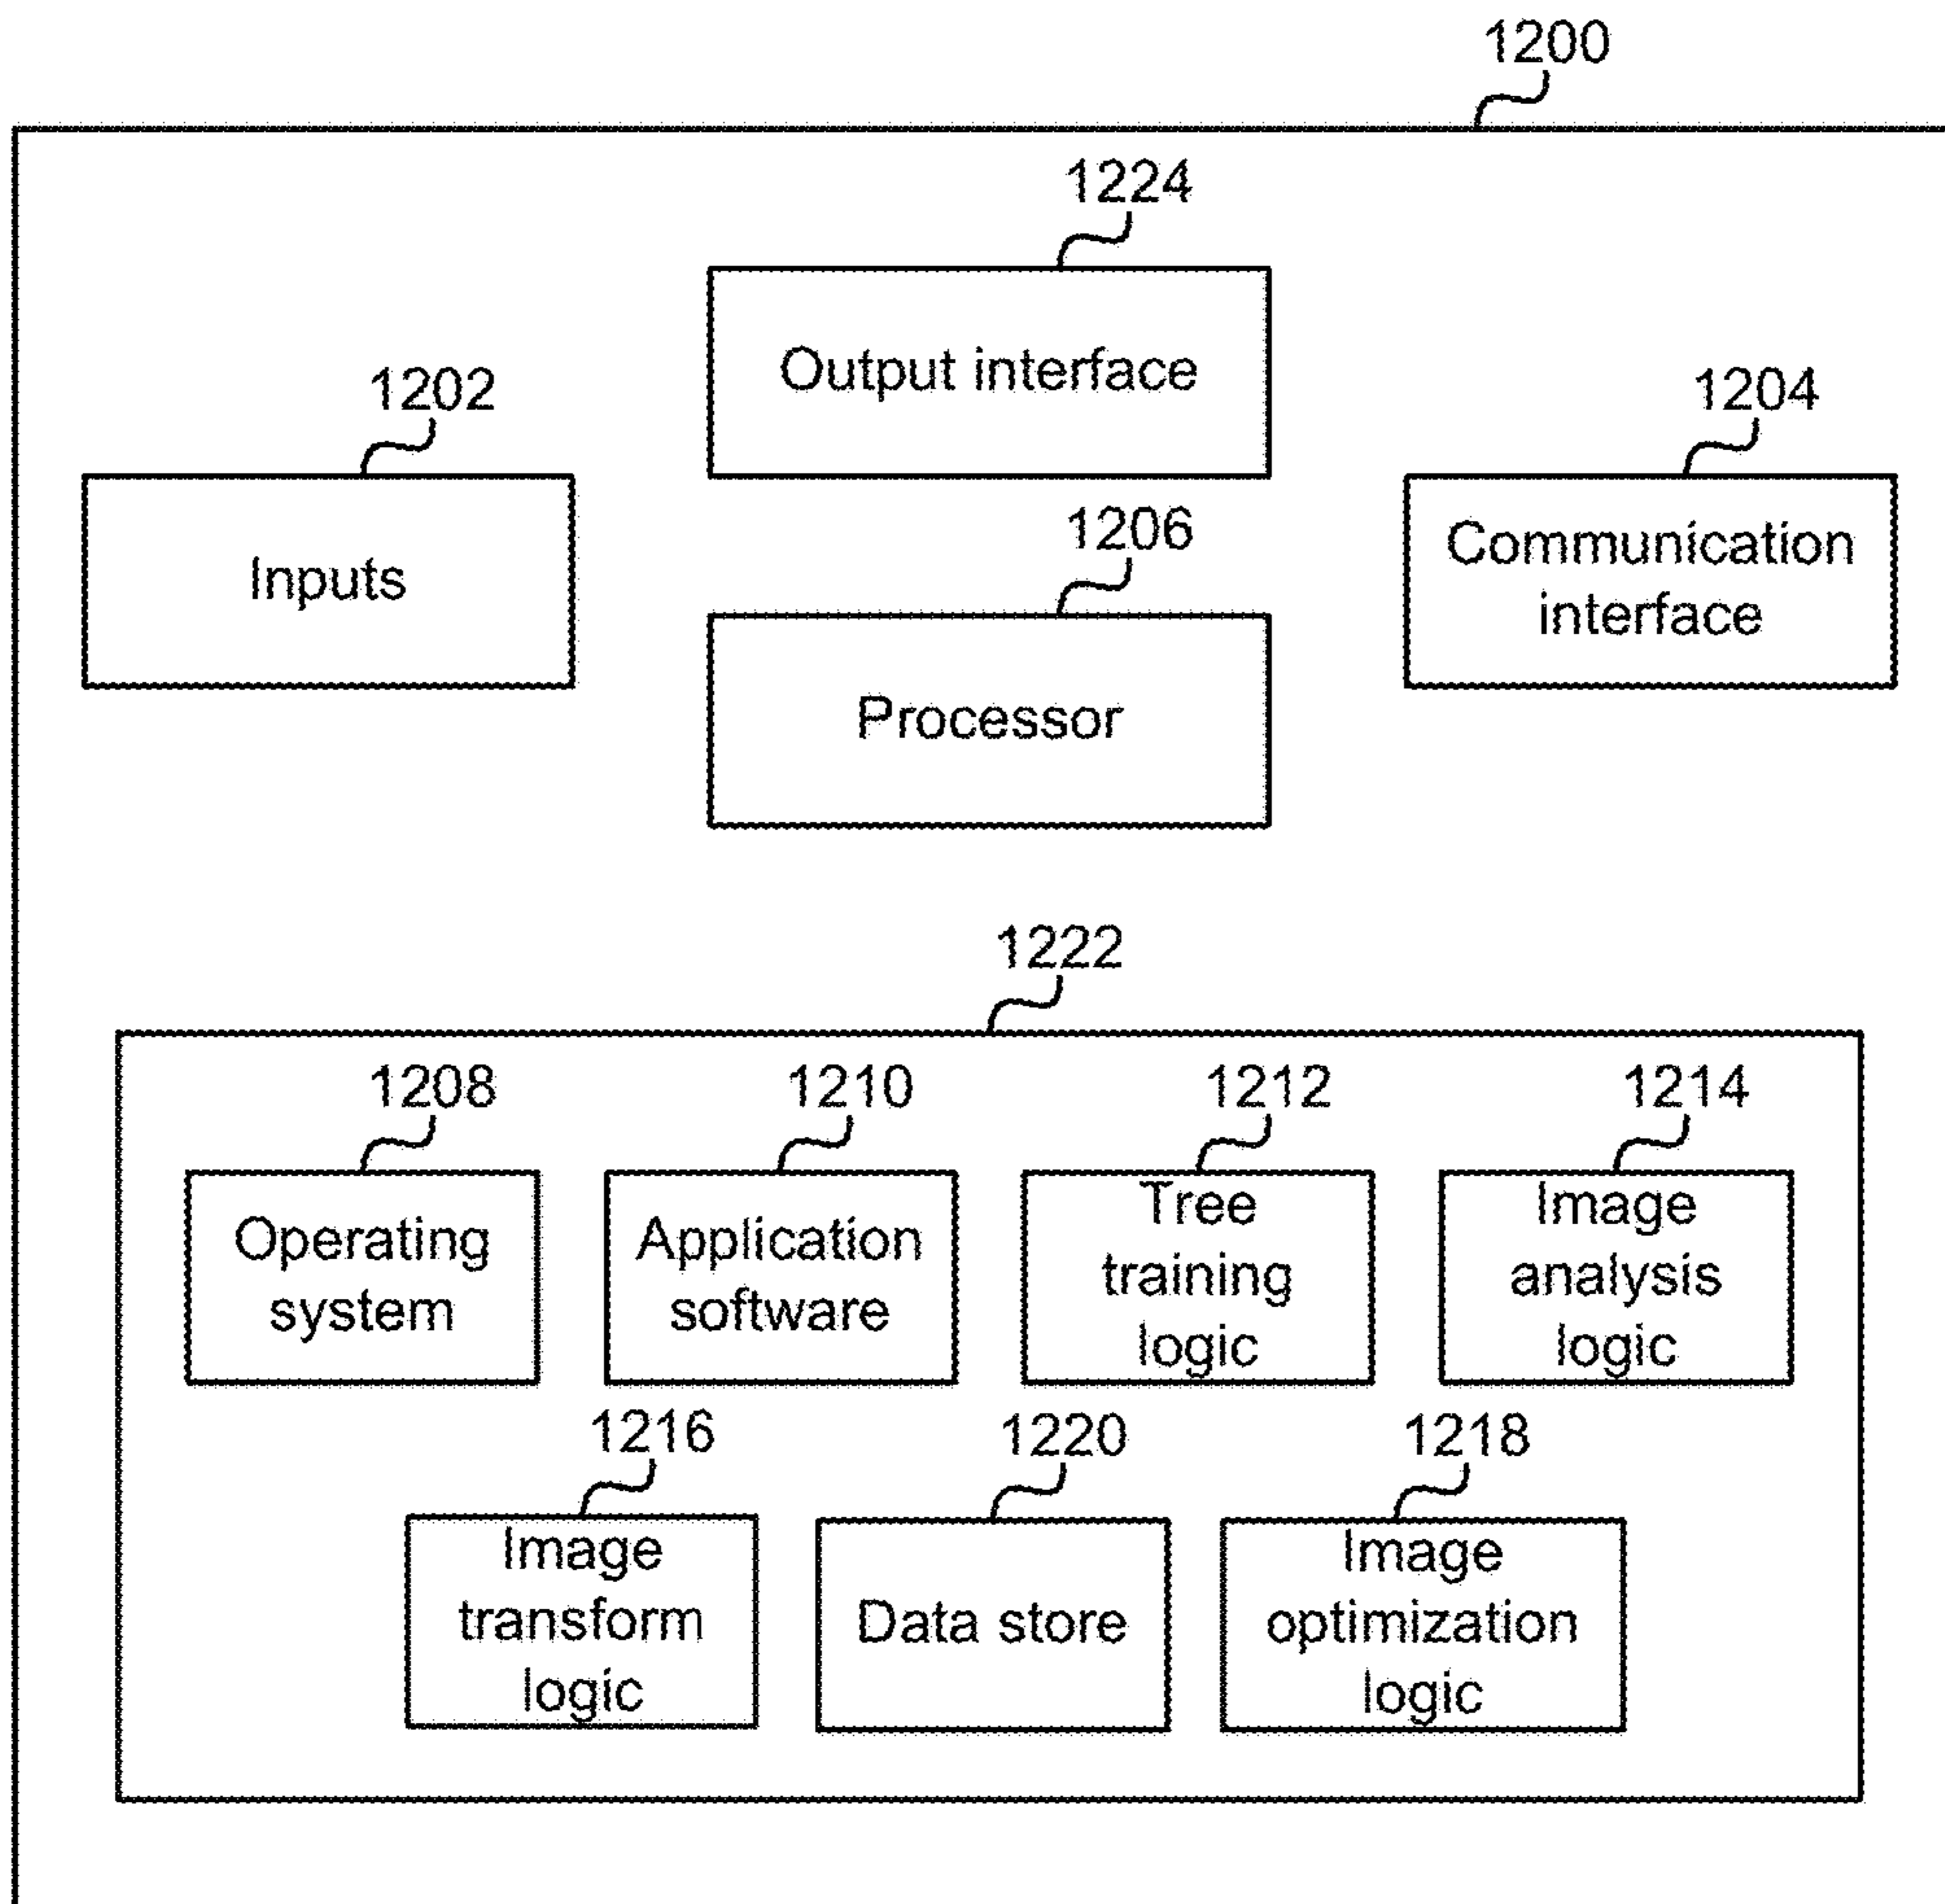 1200
1224
Output interface
1202
Inputs
1204
Communication
interface
1206
Processor
1222
1208
Operating
system
1210
Application
software
1212
Tree
training
logic
1214
Image
analysis
logic
1216
Image
transform
logic
1220
Data store
1218
Image
optimization
logic